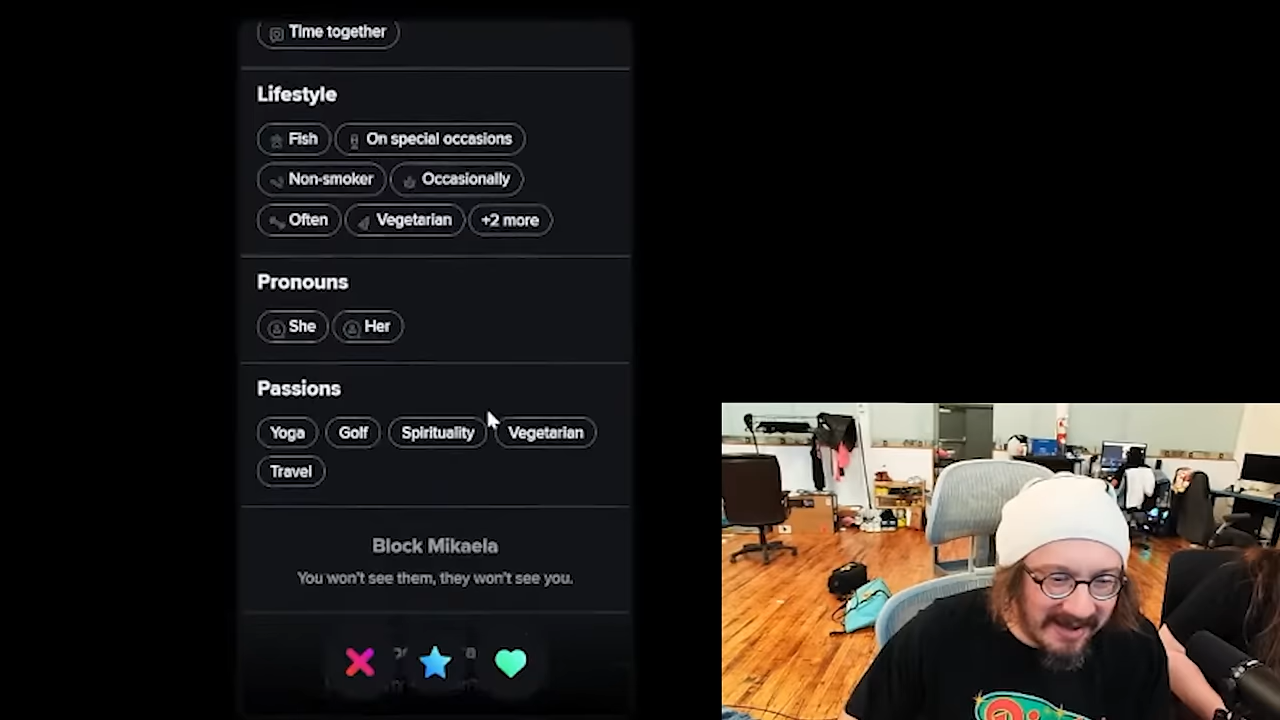 Time together
Lifestyle
Fish On special occasions
Non-smoker Occasionally
Often Vegetarian +2 more
Pronouns
She Her
Passions
Yoga Golf Spirituality Vegetarian
Travel
Block Mikaela
You won't see them, they won't see you.